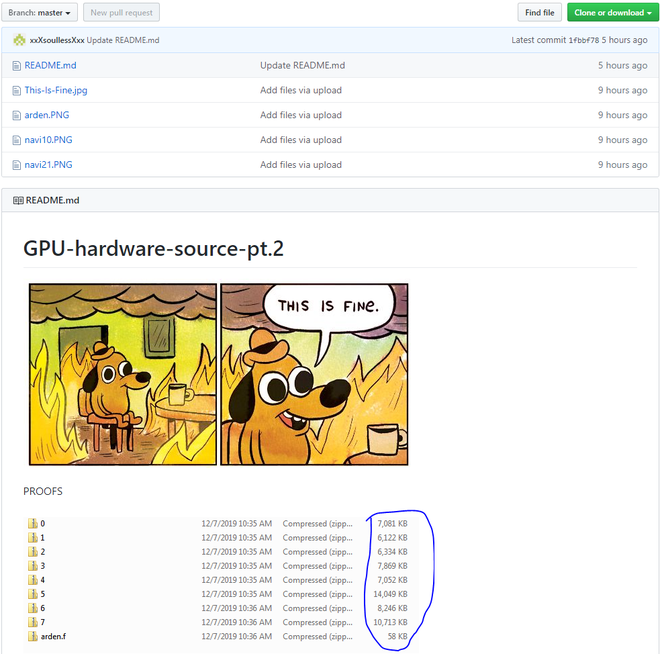 Branch: master
New pull request
Find file
Clone or download
xxXsoullessXxx Update README.md
Latest commit 1fbbf78 5 hours ago
README.md Update README.md 5 hours ago
This-Is-Fine.jpg Add files via upload 9 hours ago
arden.PNG Add files via upload 9 hours ago
navi10.PNG Add files via upload 9 hours ago
navi21.PNG Add files via upload 9 hours ago
README.md
GPU-hardware-source-pt.2
THIS IS FINE.
PROOFS
0 12/7/2019 10:35 AM Compressed (zipp... 7,081 KB
1 12/7/2019 10:35 AM Compressed (zipp... 6,122 KB
2 12/7/2019 10:35 AM Compressed (zipp... 6,334 KB
3 12/7/2019 10:35 AM Compressed (zipp... 7,869 KB
4 12/7/2019 10:35 AM Compressed (zipp... 7,052 KB
5 12/7/2019 10:35 AM Compressed (zipp... 14,049 KB
6 12/7/2019 10:36 AM Compressed (zipp... 8,246 KB
7 12/7/2019 10:36 AM Compressed (zipp... 10,713 KB
arden.f 12/7/2019 10:36 AM Compressed (zipp... 58 KB